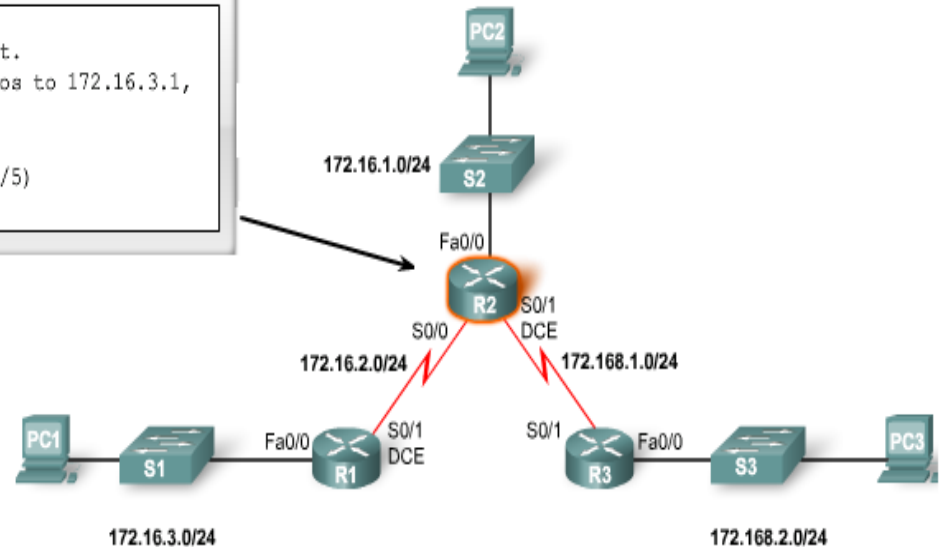 t.
os to 172.16.3.1,
/5)
PC2
172.16.1.0/24
S2
Fa0/0
R2
S0/1
DCE
S0/0
172.16.2.0/24
172.168.1.0/24
PC1
S1
Fa0/0
R1
S0/1
DCE
S0/1
R3
Fa0/0
S3
PC3
172.16.3.0/24
172.168.2.0/24